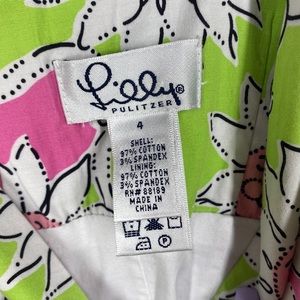 Lilly®
PULITZER
4
SHELL:
97% COTTON
3% SPANDEX
LINING:
97% COTTON
3% SPANDEX
RN# 88189
MADE IN
CHINA
P